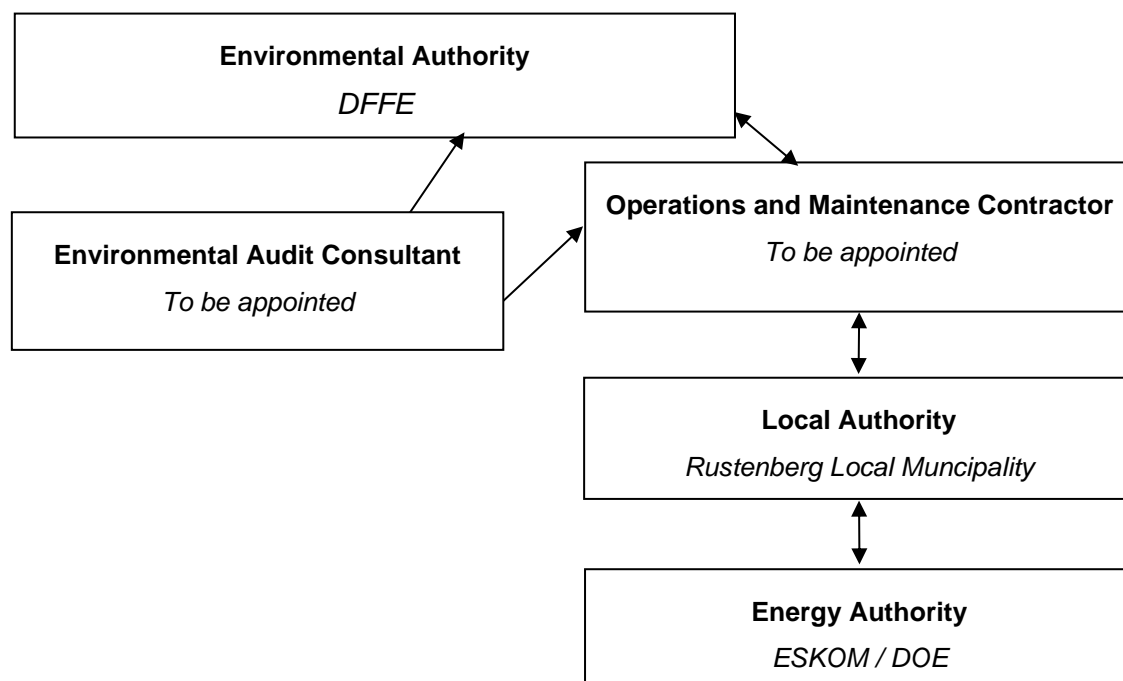 Environmental Authority
DFFE
Operations and Maintenance Contractor
To be appointed
Environmental Audit Consultant
To be appointed
Local Authority
Rustenberg Local Muncipality
Energy Authority
ESKOM / DOE